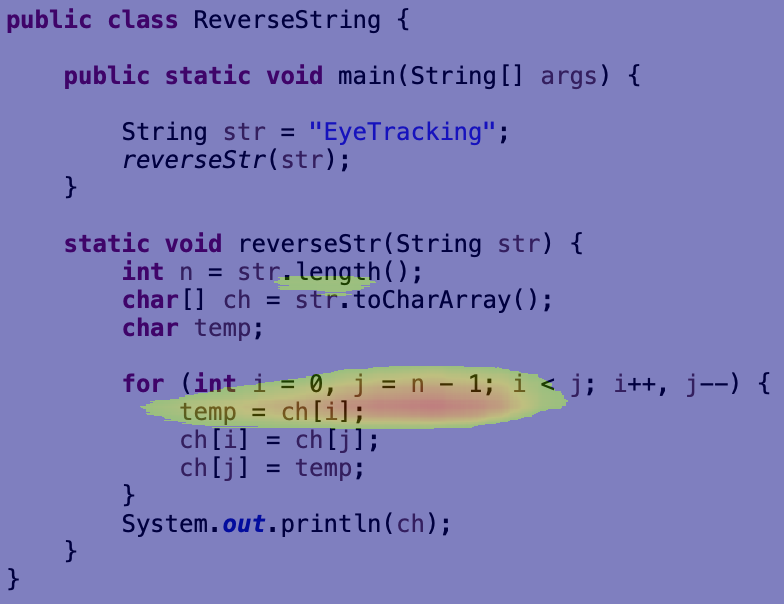 public class ReverseString {
public static void main(String[] args) {
String str = "EyeTracking";
reverseStr(str);
}
static void reverseStr(String str) {
int n = str.length();
char[] ch = str.toCharArray();
char temp;
for (int i = 0, j = n - 1; i < j; i++, j--) {
temp = ch[i];
ch[i] = ch[j];
ch[j] = temp;
}
System.out.println(ch);
}
}